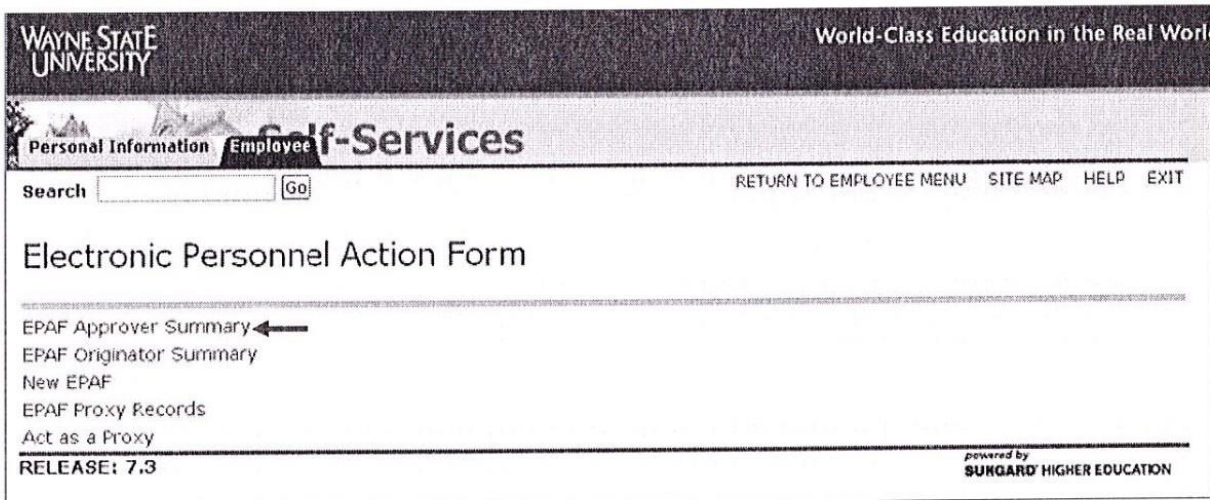 WAYNE STATE
UNIVERSITY
World-Class Education in the Real Worl
Personal Information Employee f-Services
Search Go RETURN TO EMPLOYEE MENU SITE MAP HELP EXIT
Electronic Personnel Action Form
EPAF Approver Summary
EPAF Originator Summary
New EPAF
EPAF Proxy Records
Act as a Proxy
RELEASE: 7.3
powered by
SUNGARD HIGHER EDUCATION